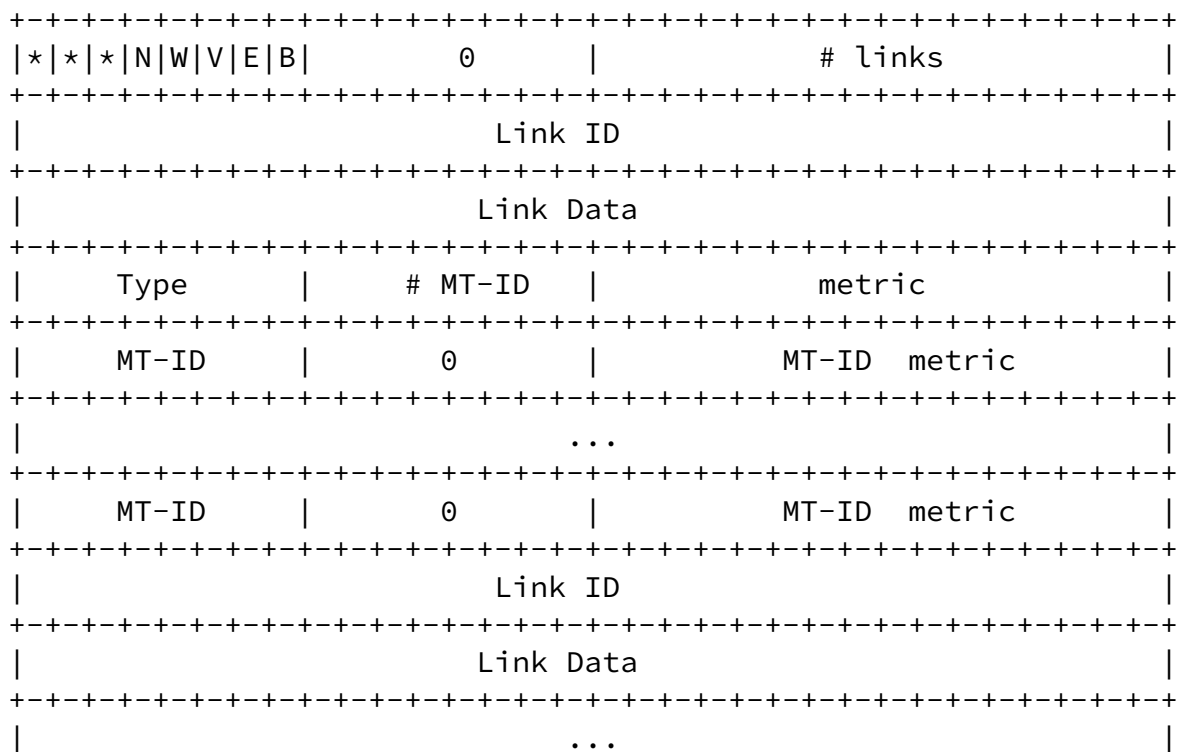 +-+-+-+-+-+-+-+-+-+-+-+-+-+-+-+-+-+-+-+-+-+-+-+-+-+-+-+-+-+-+-+-+
|*|*|*|N|W|V|E|B|        0      |            # links            |
+-+-+-+-+-+-+-+-+-+-+-+-+-+-+-+-+-+-+-+-+-+-+-+-+-+-+-+-+-+-+-+-+
|                          Link ID                              |
+-+-+-+-+-+-+-+-+-+-+-+-+-+-+-+-+-+-+-+-+-+-+-+-+-+-+-+-+-+-+-+-+
|                         Link Data                             |
+-+-+-+-+-+-+-+-+-+-+-+-+-+-+-+-+-+-+-+-+-+-+-+-+-+-+-+-+-+-+-+-+
|     Type      |     # MT-ID   |            metric             |
+-+-+-+-+-+-+-+-+-+-+-+-+-+-+-+-+-+-+-+-+-+-+-+-+-+-+-+-+-+-+-+-+
|     MT-ID     |       0       |          MT-ID  metric        |
+-+-+-+-+-+-+-+-+-+-+-+-+-+-+-+-+-+-+-+-+-+-+-+-+-+-+-+-+-+-+-+-+
|                              ...                              |
+-+-+-+-+-+-+-+-+-+-+-+-+-+-+-+-+-+-+-+-+-+-+-+-+-+-+-+-+-+-+-+-+
|     MT-ID     |       0       |          MT-ID  metric        |
+-+-+-+-+-+-+-+-+-+-+-+-+-+-+-+-+-+-+-+-+-+-+-+-+-+-+-+-+-+-+-+-+
|                          Link ID                              |
+-+-+-+-+-+-+-+-+-+-+-+-+-+-+-+-+-+-+-+-+-+-+-+-+-+-+-+-+-+-+-+-+
|                         Link Data                             |
+-+-+-+-+-+-+-+-+-+-+-+-+-+-+-+-+-+-+-+-+-+-+-+-+-+-+-+-+-+-+-+-+
|                              ...                              |